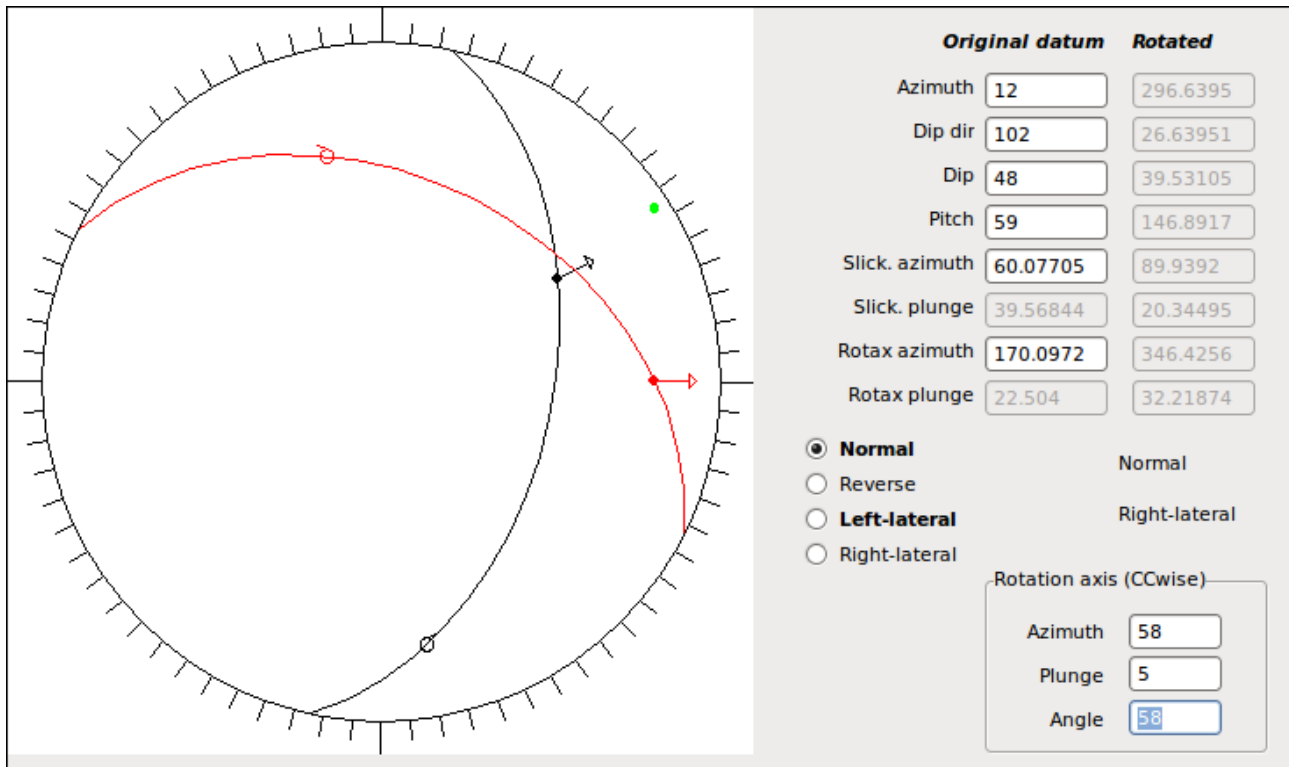 Original datum Rotated
Azimuth 12 296.6395
Dip dir 102 26.63951
Dip 48 39.53105
Pitch 59 146.8917
Slick. azimuth 60.07705 89.9392
Slick. plunge 39.56844 20.34495
Rotax azimuth 170.0972 346.4256
Rotax plunge 22.504 32.21874
Normal Normal
Reverse
Left-lateral Right-lateral
Right-lateral
Rotation axis (CCwise)
Azimuth 58
Plunge 5
Angle 58